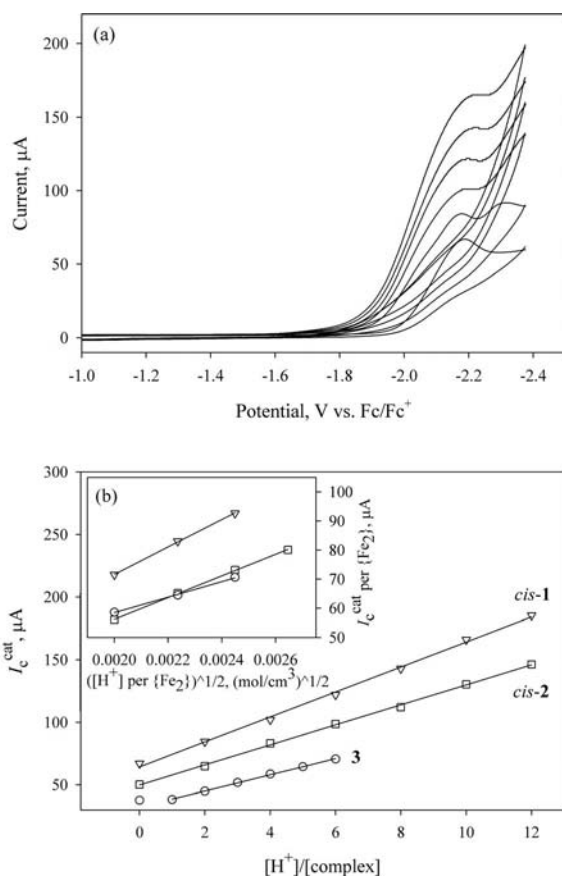 (a)
200
150
100
50
0
Current, µA
-1.0 -1.2 -1.4 -1.6 -1.8 -2.0 -2.2 -2.4
Potential, V vs. Fc/Fc⁺
300
250
200
150
100
50
I_c^cat, µA
(b)
100
90
80
70
60
50
I_c^cat per {Fe₂}, µA
0.0020 0.0022 0.0024 0.0026
([H⁺] per {Fe₂})^1/2, (mol/cm³)^1/2
cis-1
cis-2
3
0 2 4 6 8 10 12
[H⁺]/[complex]